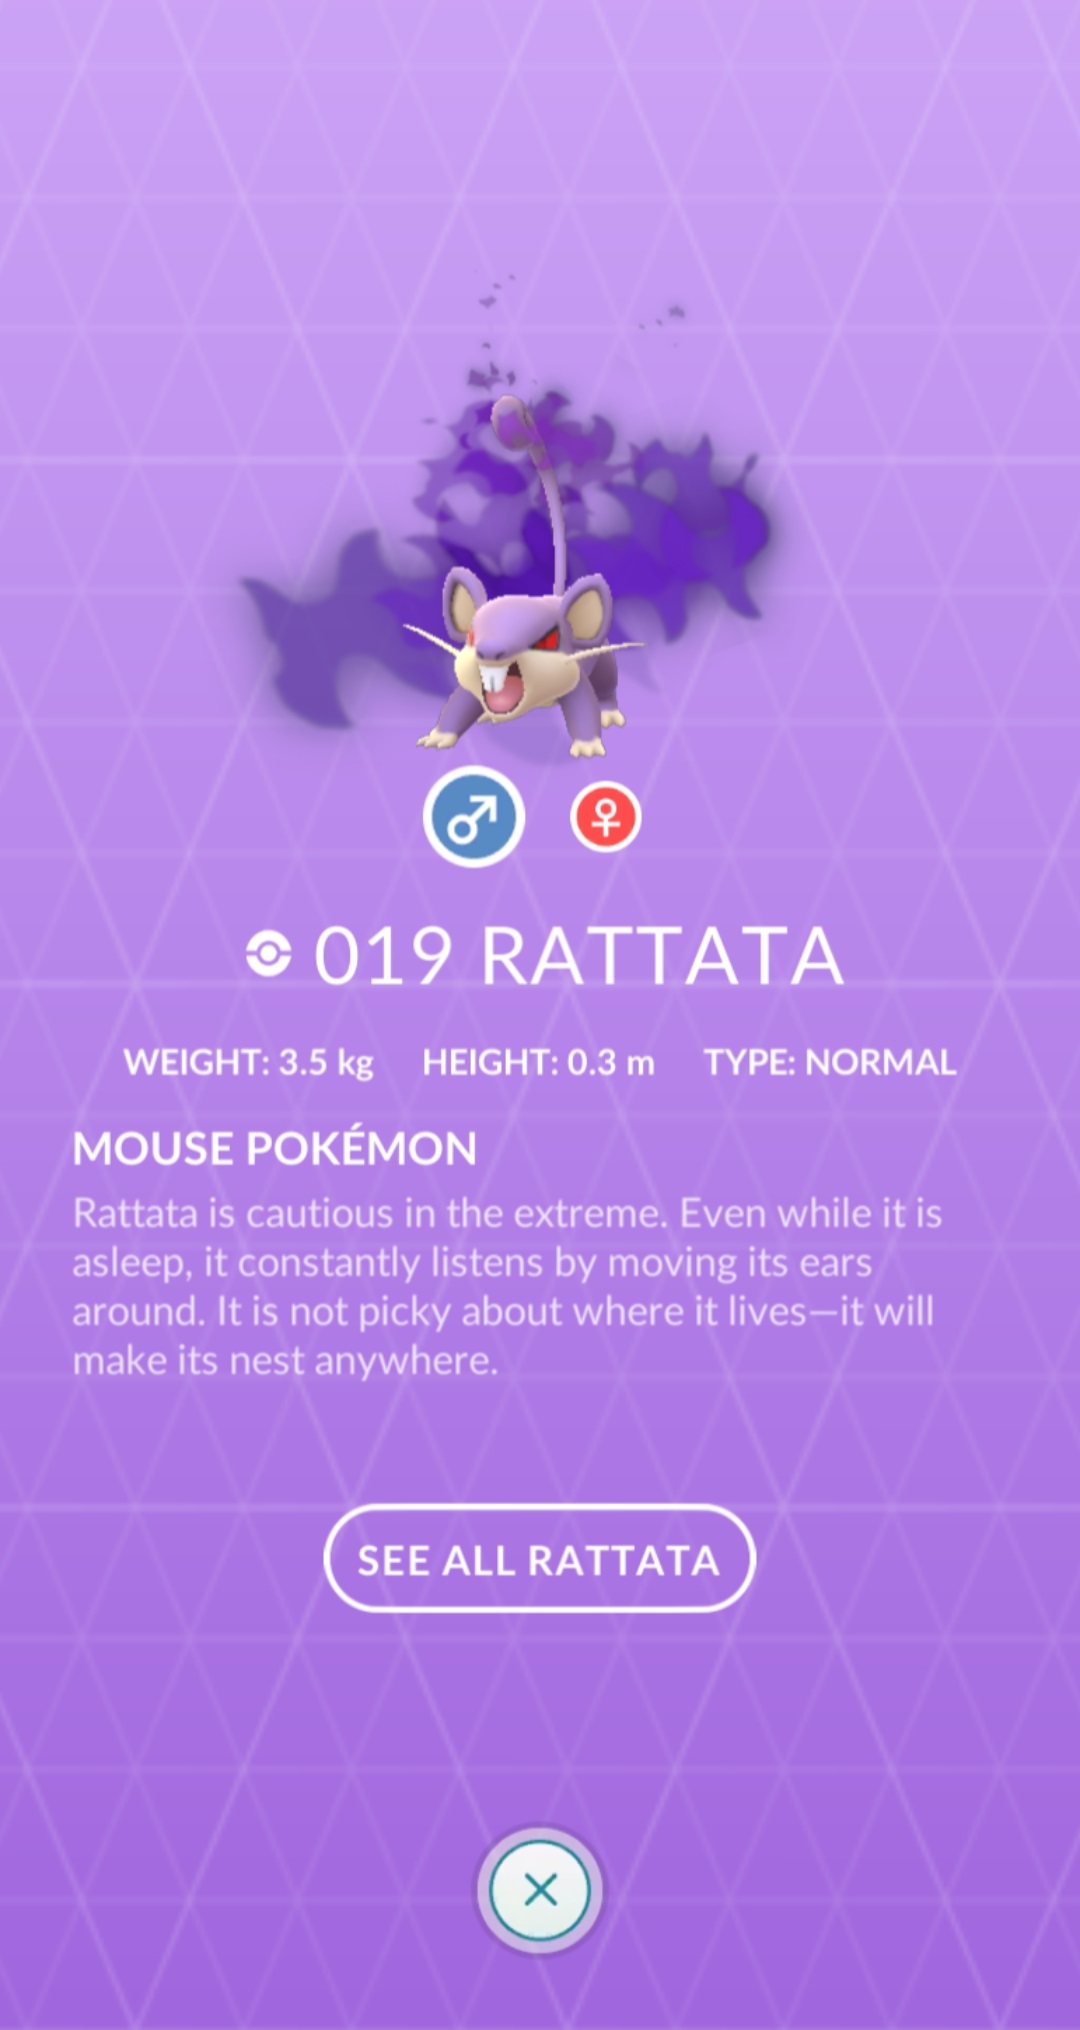 019 RATTATA
WEIGHT: 3.5 kg HEIGHT: 0.3 m TYPE: NORMAL
MOUSE POKÉMON
Rattata is cautious in the extreme. Even while it is
asleep, it constantly listens by moving its ears
around. It is not picky about where it lives—it will
make its nest anywhere.
SEE ALL RATTATA